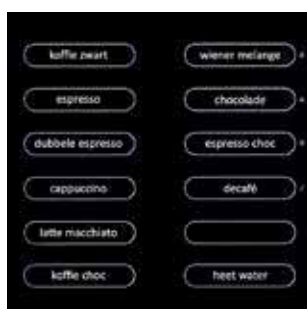 koffie zwart
espresso
dubbele espresso
cappuccino
latte macchiato
koffie choc
wiener melange
chocolade
espresso choc
decafé
heet water